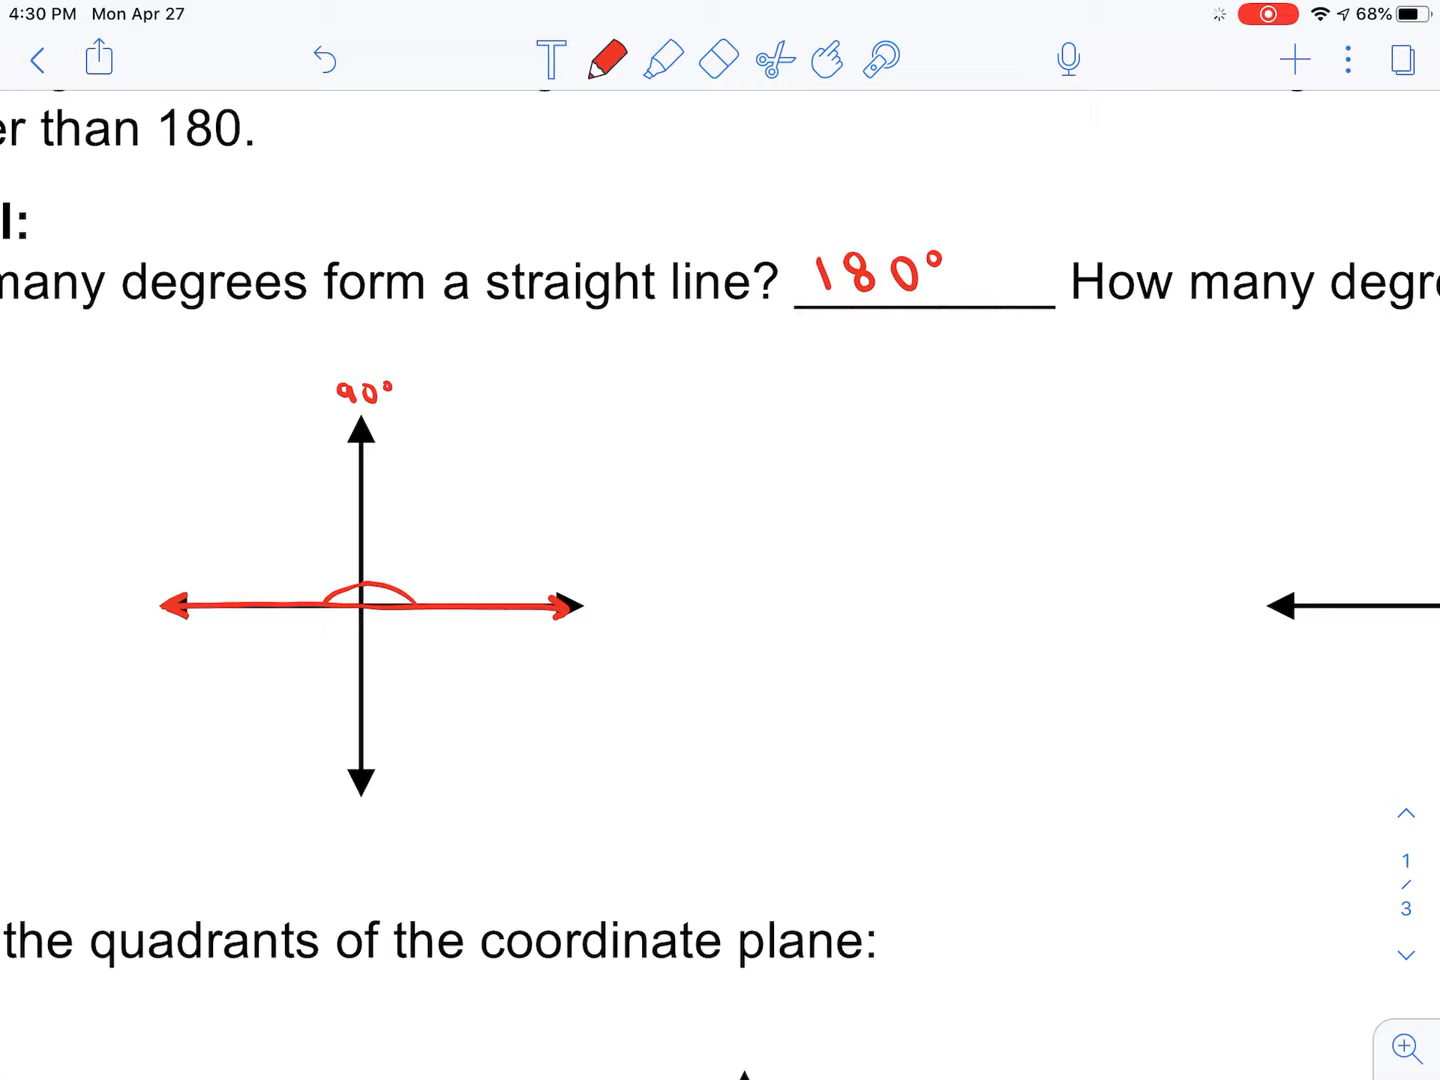 4:30 PM Mon Apr 27 68%
T
er than 180.
l:
many degrees form a straight line? 180° How many degre
90°
1
/
3
the quadrants of the coordinate plane: